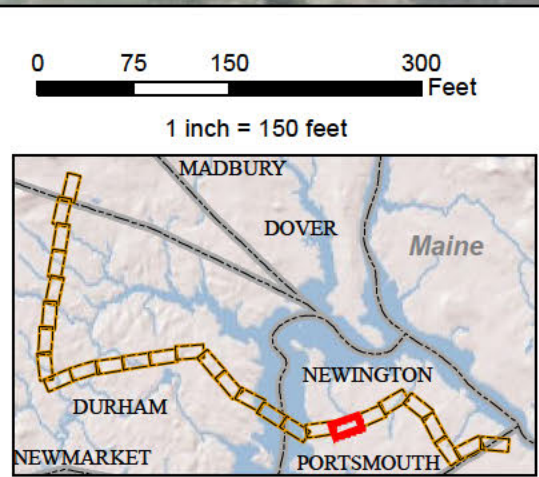 0 75 150 300
Feet
1 inch = 150 feet
MADBURY
DOVER
Maine
NEWINGTON
DURHAM
NEWMARKET
PORTSMOUTH